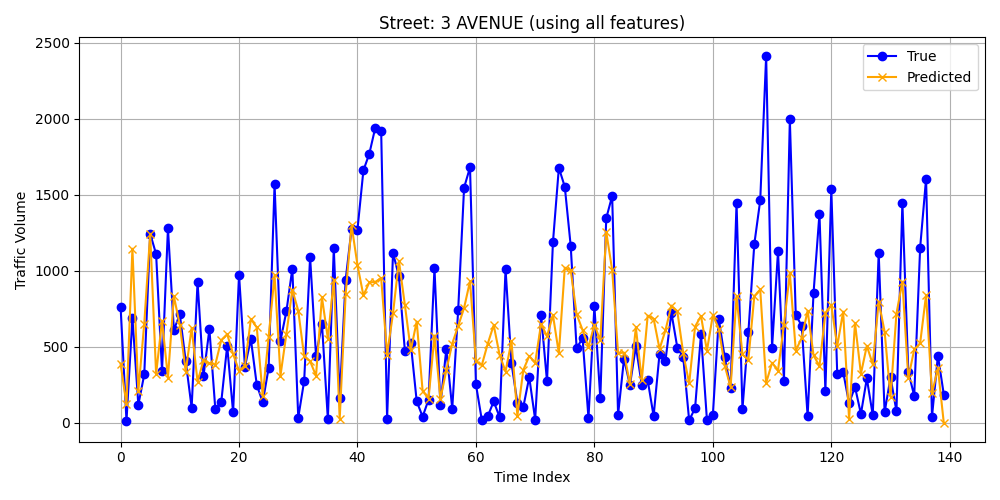 Street: 3 AVENUE (using all features)
True
Predicted
Traffic Volume
2500
2000
1500
1000
500
0
0 20 40 60 80 100 120 140
Time Index